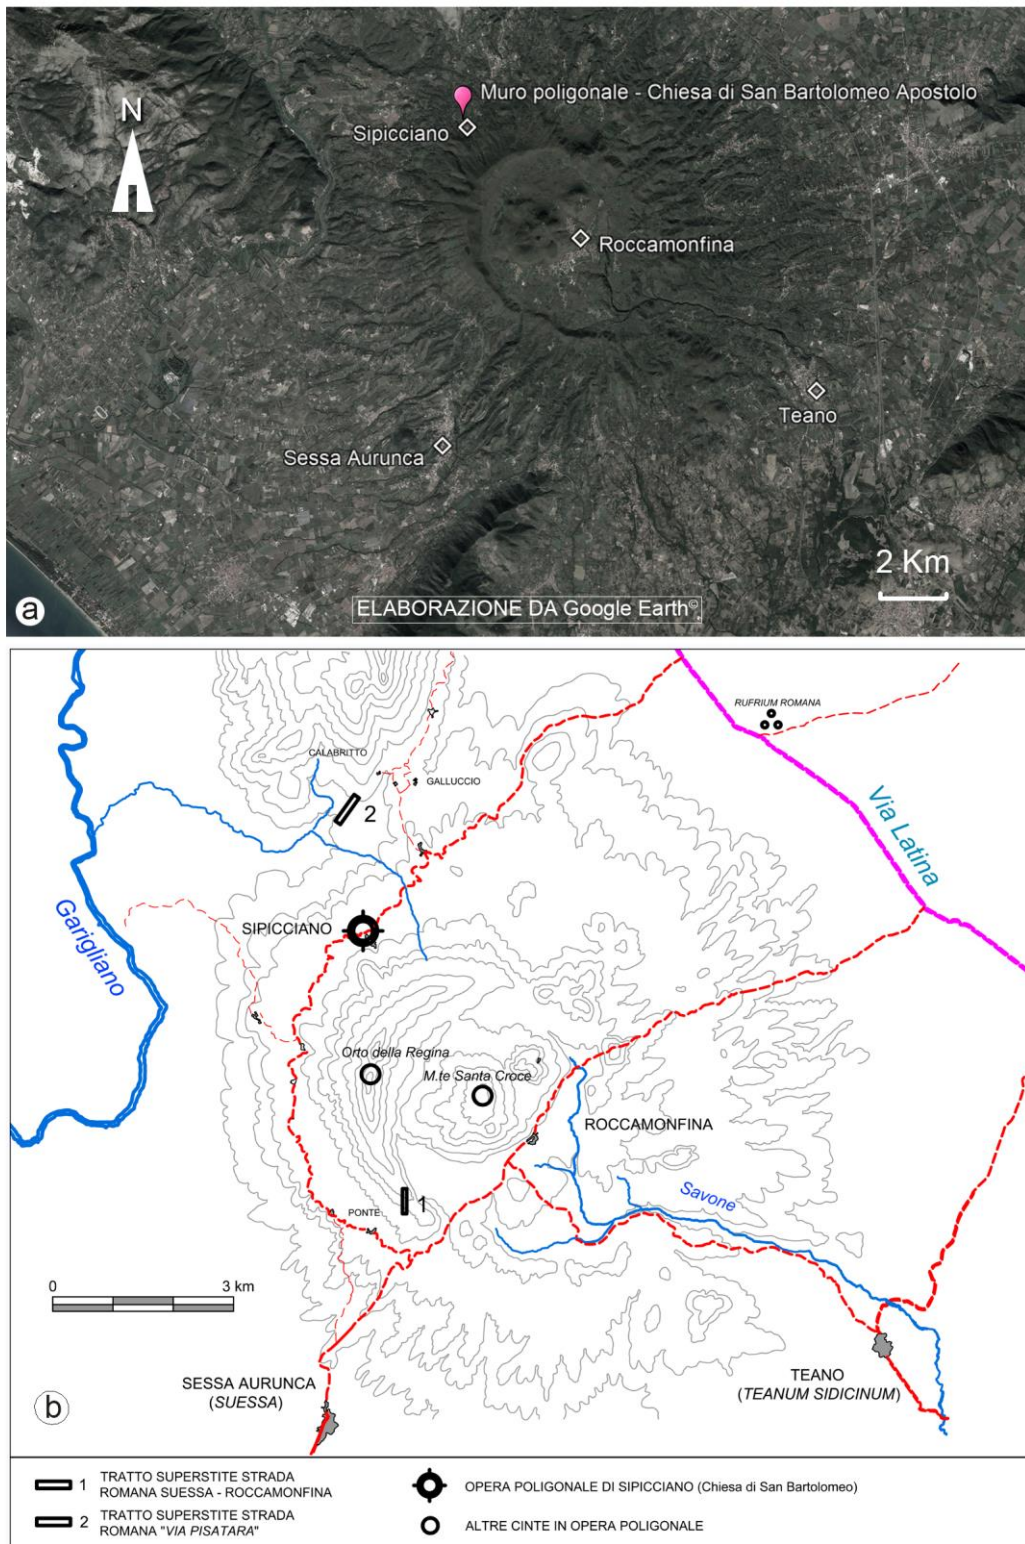 N
Muro poligonale - Chiesa di San Bartolomeo Apostolo
Sipicciano
Roccamonfina
Teano
Sessa Aurunca
2 Km
a
ELABORAZIONE DA Google Earth©
RUFRIUM ROMANA
CALABRITTO
GALLUCCIO
2
Via Latina
Garigliano
SIPICCIANO
Orto della Regina
M.te Santa Croce
ROCCAMONFINA
Savone
1
PONTE
0 3 km
SESSA AURUNCA
(SUESSA)
TEANO
(TEANUM SIDICINUM)
b
1 TRATTO SUPERSTITE STRADA
ROMANA SUESSA - ROCCAMONFINA
2 TRATTO SUPERSTITE STRADA
ROMANA "VIA PISATARA"
OPERA POLIGONALE DI SIPICCIANO (Chiesa di San Bartolomeo)
ALTRE CINTE IN OPERA POLIGONALE